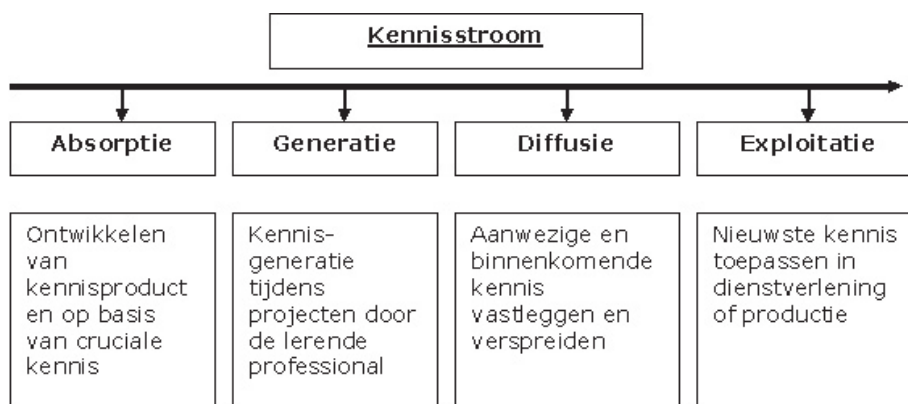 Kennisstroom
Absorptie
Generatie
Diffusie
Exploitatie
Ontwikkelen
van
kennisproduct
en op basis
van cruciale
kennis
Kennis-
generatie
tijdens
projecten door
de lerende
professional
Aanwezige en
binnenkomende
kennis
vastleggen en
verspreiden
Nieuwste kennis
toepassen in
dienstverlening
of productie